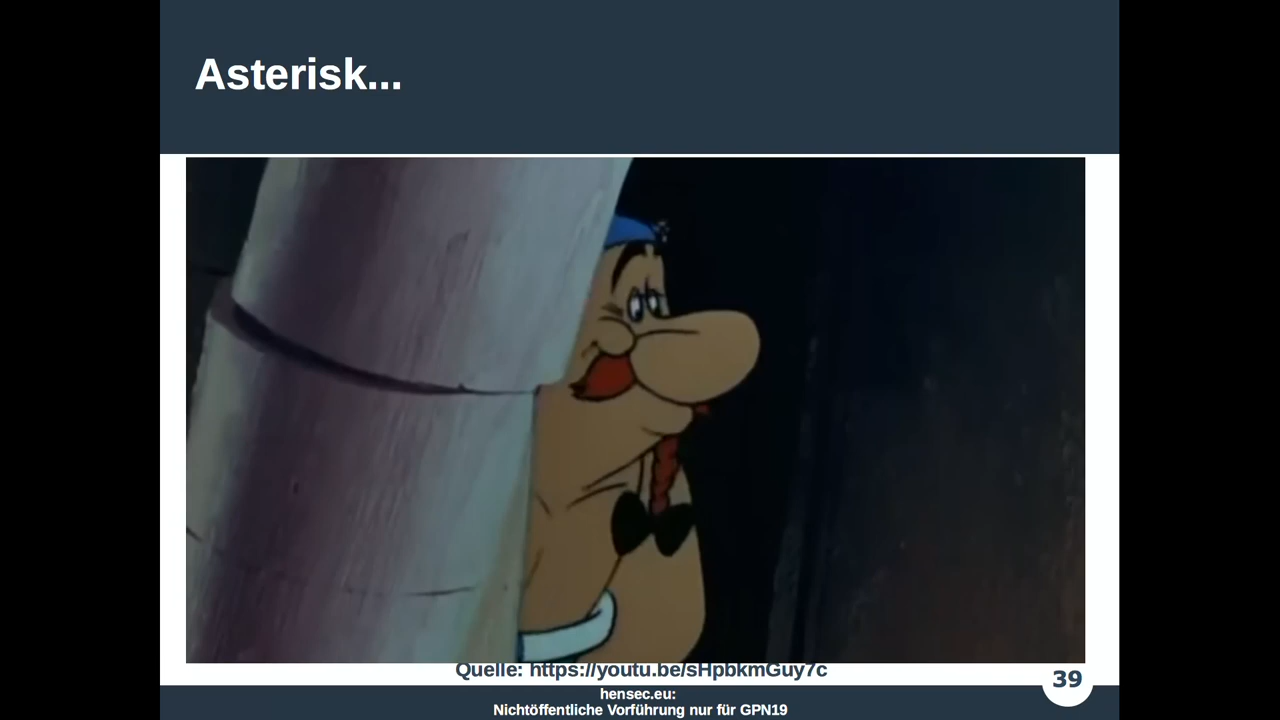 Asterisk...
Quelle: https://youtu.be/sHpbkmGuy7c
39
hensec.eu:
Nichtöffentliche Vorführung nur für GPN19